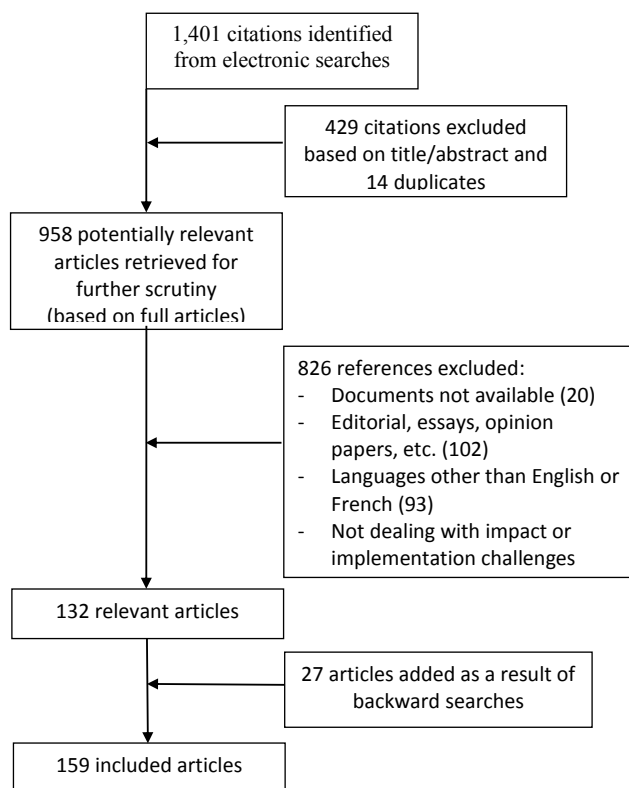 1,401 citations identified
from electronic searches
429 citations excluded
based on title/abstract and
14 duplicates
958 potentially relevant
articles retrieved for
further scrutiny
(based on full articles)
826 references excluded:
- Documents not available (20)
- Editorial, essays, opinion
papers, etc. (102)
- Languages other than English or
French (93)
- Not dealing with impact or
implementation challenges
132 relevant articles
27 articles added as a result of
backward searches
159 included articles